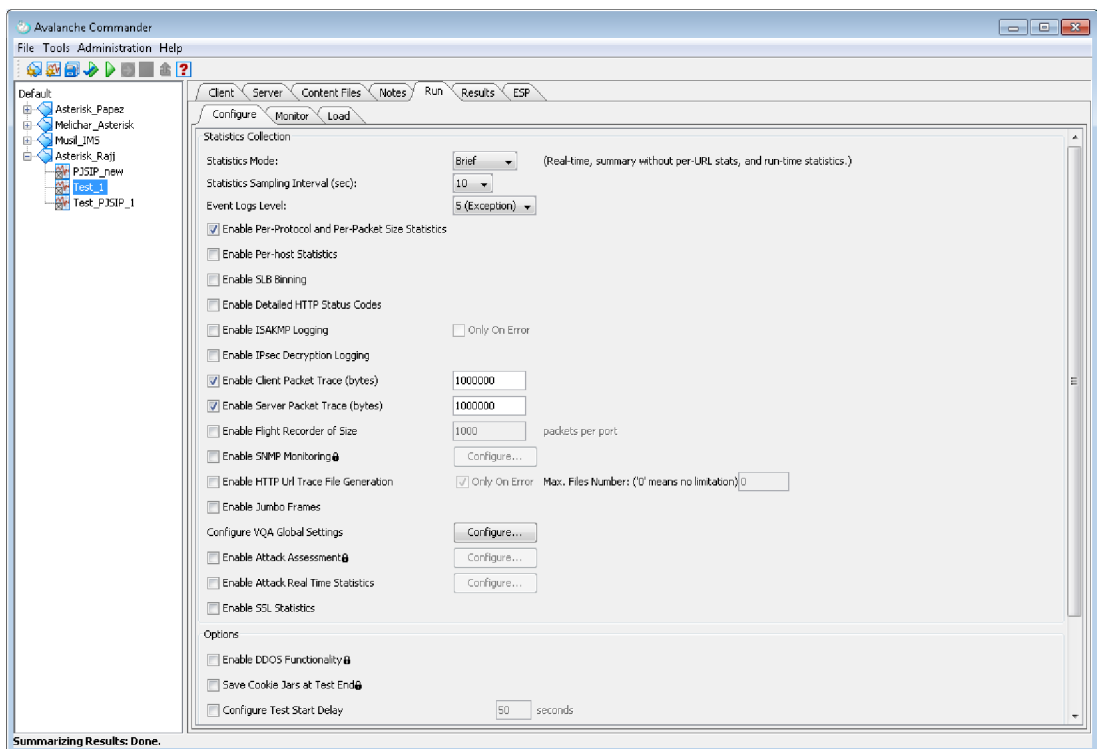 Avalanche Commander
File Tools Administration Help
Default
Asterisk_Papez
Melichar_Asterisk
Musil_IMS
Asterisk_Rajj
PJSIP_new
Test_1
Test_PJSIP_1
Client Server Content Files Notes Run Results ESP
Configure Monitor Load
Statistics Collection
Statistics Mode: Brief (Real-time, summary without per-URL stats, and run-time statistics.)
Statistics Sampling Interval (sec): 10
Event Logs Level: 5 (Exception)
Enable Per-Protocol and Per-Packet Size Statistics
Enable Per-host Statistics
Enable SLB Binning
Enable Detailed HTTP Status Codes
Enable ISAKMP Logging Only On Error
Enable IPsec Decryption Logging
Enable Client Packet Trace (bytes) 1000000
Enable Server Packet Trace (bytes) 1000000
Enable Flight Recorder of Size 1000 packets per port
Enable SNMP Monitoring Configure...
Enable HTTP Url Trace File Generation Only On Error Max. Files Number: ('0' means no limitation) 0
Enable Jumbo Frames
Configure VQA Global Settings Configure...
Enable Attack Assessment Configure...
Enable Attack Real Time Statistics Configure...
Enable SSL Statistics
Options
Enable DDOS Functionality
Save Cookie Jars at Test End
Configure Test Start Delay 50 seconds
Summarizing Results: Done.